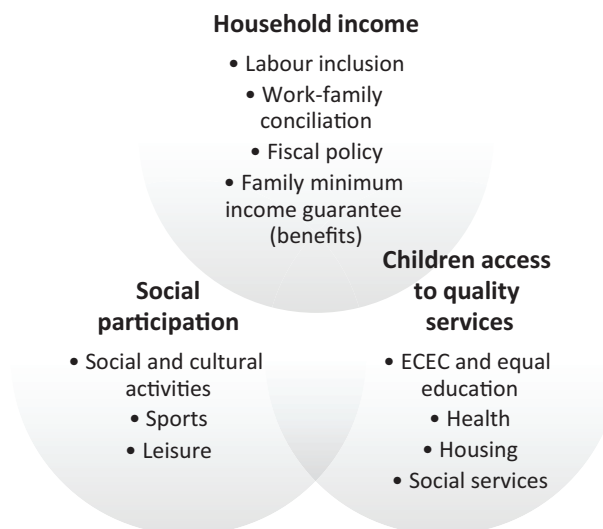 Household income
• Labour inclusion
• Work-family
conciliation
• Fiscal policy
• Family minimum
income guarantee
(benefits)
Social
participation
• Social and cultural
activities
• Sports
• Leisure
Children access
to quality
services
• ECEC and equal
education
• Health
• Housing
• Social services